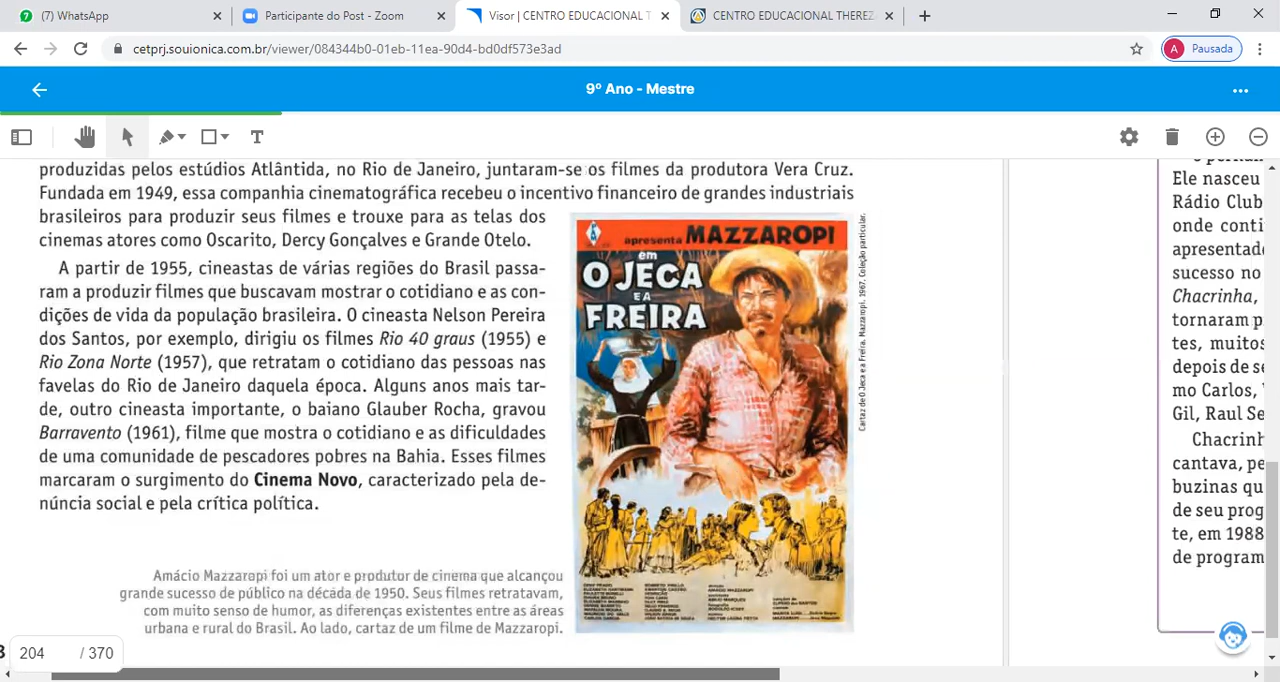 (7) WhatsApp
Participante do Post - Zoom
Visor | CENTRO EDUCACIONAL T
CENTRO EDUCACIONAL THEREZ
cetprj.souionica.com.br/viewer/084344b0-01eb-11ea-90d4-bd0df573e3ad
A Pausada
9º Ano - Mestre
T
produzidas pelos estúdios Atlântida, no Rio de Janeiro, juntaram-se os filmes da produtora Vera Cruz.
Fundada em 1949, essa companhia cinematográfica recebeu o incentivo financeiro de grandes industriais
brasileiros para produzir seus filmes e trouxe para as telas dos
cinemas atores como Oscarito, Dercy Gonçalves e Grande Otelo.
A partir de 1955, cineastas de várias regiões do Brasil passa-
ram a produzir filmes que buscavam mostrar o cotidiano e as con-
dições de vida da população brasileira. O cineasta Nelson Pereira
dos Santos, por exemplo, dirigiu os filmes Rio 40 graus (1955) e
Rio Zona Norte (1957), que retratam o cotidiano das pessoas nas
favelas do Rio de Janeiro daquela época. Alguns anos mais tar-
de, outro cineasta importante, o baiano Glauber Rocha, gravou
Barravento (1961), filme que mostra o cotidiano e as dificuldades
de uma comunidade de pescadores pobres na Bahia. Esses filmes
marcaram o surgimento do Cinema Novo, caracterizado pela de-
núncia social e pela crítica política.
Amácio Mazzaropi foi um ator e produtor de cinema que alcançou
grande sucesso de público na década de 1950. Seus filmes retratavam,
com muito senso de humor, as diferenças existentes entre as áreas
urbana e rural do Brasil. Ao lado, cartaz de um filme de Mazzaropi.
apresenta MAZZAROPI
em
O JECA
E A
FREIRA
Cartaz de O Jeca e a Freira. Mazzaropi. 1967. Coleção particular.
Ele nasceu
Rádio Club
onde conti
apresentado
sucesso no
Chacrinha,
tornaram p
tes, muitos
depois de se
mo Carlos,
Gil, Raul Se
Chacrinh
cantava, pe
buzinas qu
de seu prog
te, em 1988
de program
204 / 370